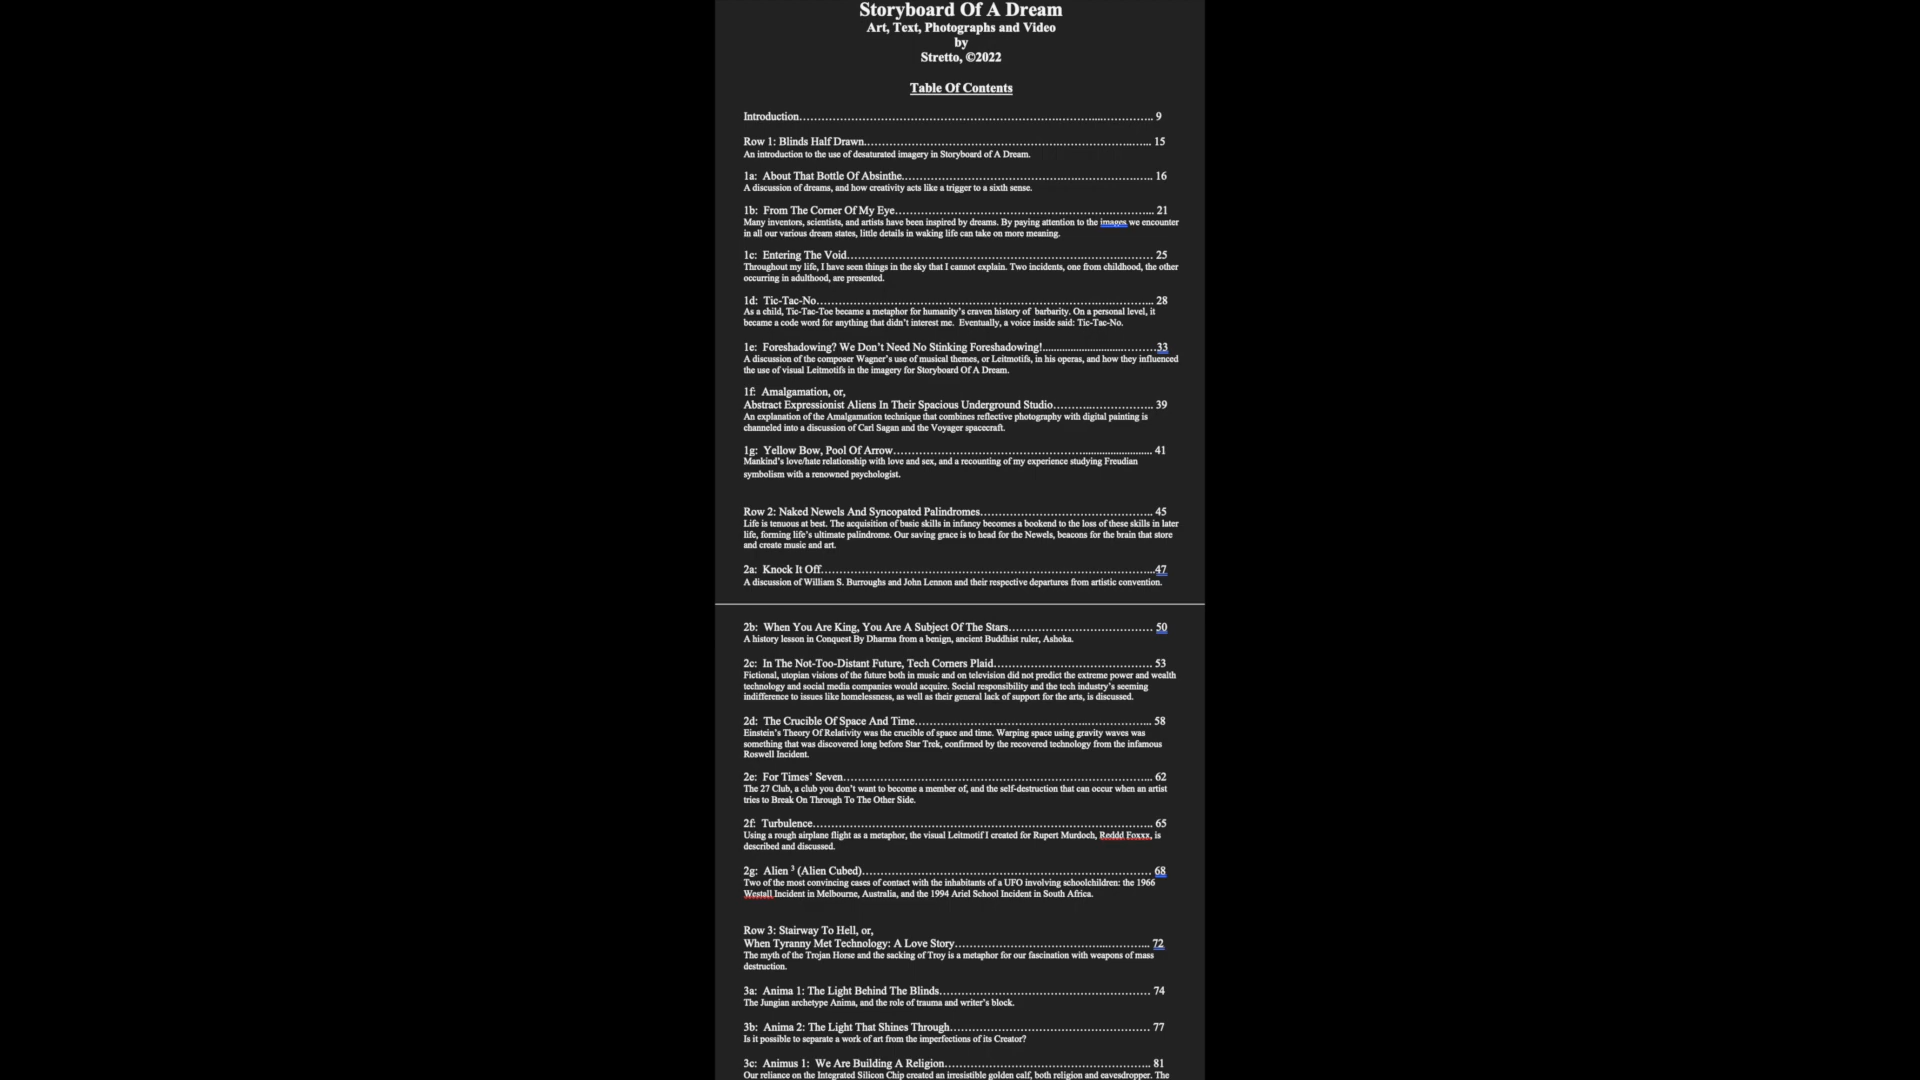 Storyboard Of A Dream
Art, Text, Photographs and Video
by
Stretto, ©2022
Table Of Contents
Introduction…………………………………………………………………….. 9
Row 1: Blinds Half Drawn…………………………………………………….... 15
An introduction to the use of desaturated imagery in Storyboard of A Dream.
1a: About That Bottle Of Absinthe…………………………………………….. 16
A discussion of dreams, and how creativity acts like a trigger to a sixth sense.
1b: From The Corner Of My Eye……………………………………………... 21
Many inventors, scientists, and artists have been inspired by dreams. By paying attention to the images we encounter
in all our various dream states, little details in waking life can take on more meaning.
1c: Entering The Void………………………………………………………… 25
Throughout my life, I have seen things in the sky that I cannot explain. Two incidents, one from childhood, the other
occurring in adulthood, are presented.
1d: Tic-Tac-No………………………………………………………………... 28
As a child, Tic-Tac-Toe became a metaphor for humanity’s craven history of barbarity. On a personal level, it
became a code word for anything that didn’t interest me. Eventually, a voice inside said: Tic-Tac-No.
1e: Foreshadowing? We Don’t Need No Stinking Foreshadowing!...............................33
A discussion of the composer Wagner’s use of musical themes, or Leitmotifs, in his operas, and how they influenced
the use of visual Leitmotifs in the imagery for Storyboard Of A Dream.
1f: Amalgamation, or,
Abstract Expressionist Aliens In Their Spacious Underground Studio………………….. 39
An explanation of the Amalgamation technique that combines reflective photography with digital painting is
channeled into a discussion of Carl Sagan and the Voyager spacecraft.
1g: Yellow Bow, Pool Of Arrow…………………………………......................... 41
Mankind’s love/hate relationship with love and sex, and a recounting of my experience studying Freudian
symbolism with a renowned psychologist.
Row 2: Naked Newels And Syncopated Palindromes…………………………….. 45
Life is tenuous at best. The acquisition of basic skills in infancy becomes a bookend to the loss of these skills in later
life, forming life’s ultimate palindrome. Our saving grace is to head for the Newels, beacons for the brain that store
and create music and art.
2a: Knock It Off………………………………………………………………...47
A discussion of William S. Burroughs and John Lennon and their respective departures from artistic convention.
2b: When You Are King, You Are A Subject Of The Stars………………………… 50
A history lesson in Conquest By Dharma from a benign, ancient Buddhist ruler, Ashoka.
2c: In The Not-Too-Distant Future, Tech Corners Plaid…………………………… 53
Fictional, utopian visions of the future both in music and on television did not predict the extreme power and wealth
technology and social media companies would acquire. Social responsibility and the tech industry’s seeming
indifference to issues like homelessness, as well as their general lack of support for the arts, is discussed.
2d: The Crucible Of Space And Time…………………………………………... 58
Einstein’s Theory Of Relativity was the crucible of space and time. Warping space using gravity waves was
something that was discovered long before Star Trek, confirmed by the recovered technology from the infamous
Roswell Incident.
2e: For Times’ Seven…………………………………………………………... 62
The 27 Club, a club you don’t want to become a member of, and the self-destruction that can occur when an artist
tries to Break On Through To The Other Side.
2f: Turbulence………………………………………………………………….. 65
Using a rough airplane flight as a metaphor, the visual Leitmotif I created for Rupert Murdoch, Reddd Foxxx, is
described and discussed.
2g: Alien ³ (Alien Cubed)……………………………………………………… 68
Two of the most convincing cases of contact with the inhabitants of a UFO involving schoolchildren: the 1966
Westall Incident in Melbourne, Australia, and the 1994 Ariel School Incident in South Africa.
Row 3: Stairway To Hell, or,
When Tyranny Met Technology: A Love Story…………………………………... 72
The myth of the Trojan Horse and the sacking of Troy is a metaphor for our fascination with weapons of mass
destruction.
3a: Anima 1: The Light Behind The Blinds……………………………………… 74
The Jungian archetype Anima, and the role of trauma and writer’s block.
3b: Anima 2: The Light That Shines Through…………………………………… 77
Is it possible to separate a work of art from the imperfections of its Creator?
3c: Animus 1: We Are Building A Religion…………………………………….. 81
Our reliance on the Integrated Silicon Chip created an irresistible golden calf, both religion and eavesdropper. The